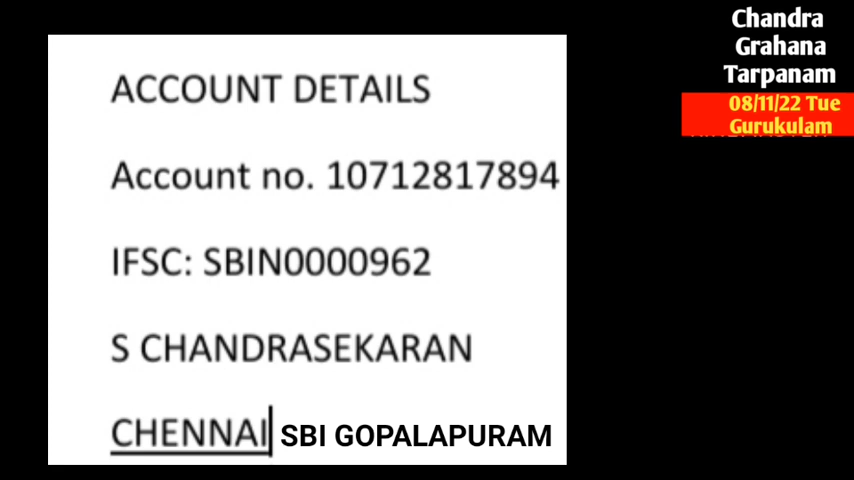 Chandra
Grahana
Tarpanam
08/11/22 Tue
Gurukulam
ACCOUNT DETAILS
Account no. 10712817894
IFSC: SBIN0000962
S CHANDRASEKARAN
CHENNAI SBI GOPALAPURAM